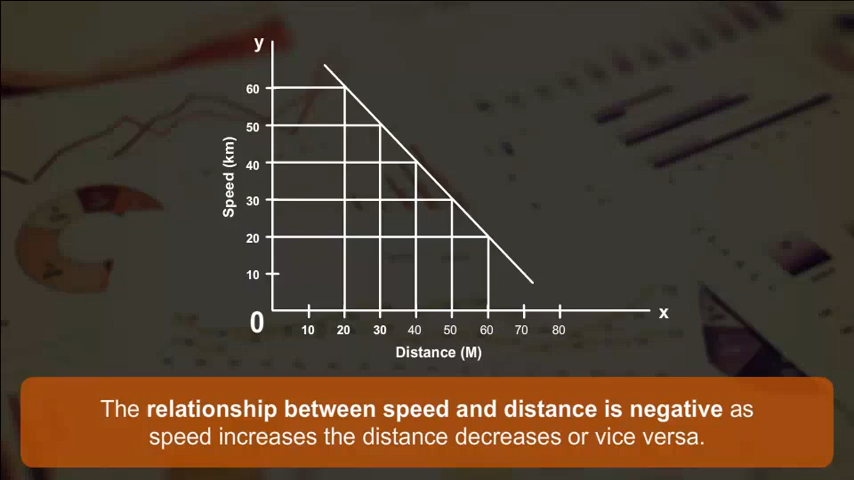 y
60
50
40
30
20
10
Speed (km)
0
x
10 20 30 40 50 60 70 80
Distance (M)
The relationship between speed and distance is negative as
speed increases the distance decreases or vice versa.